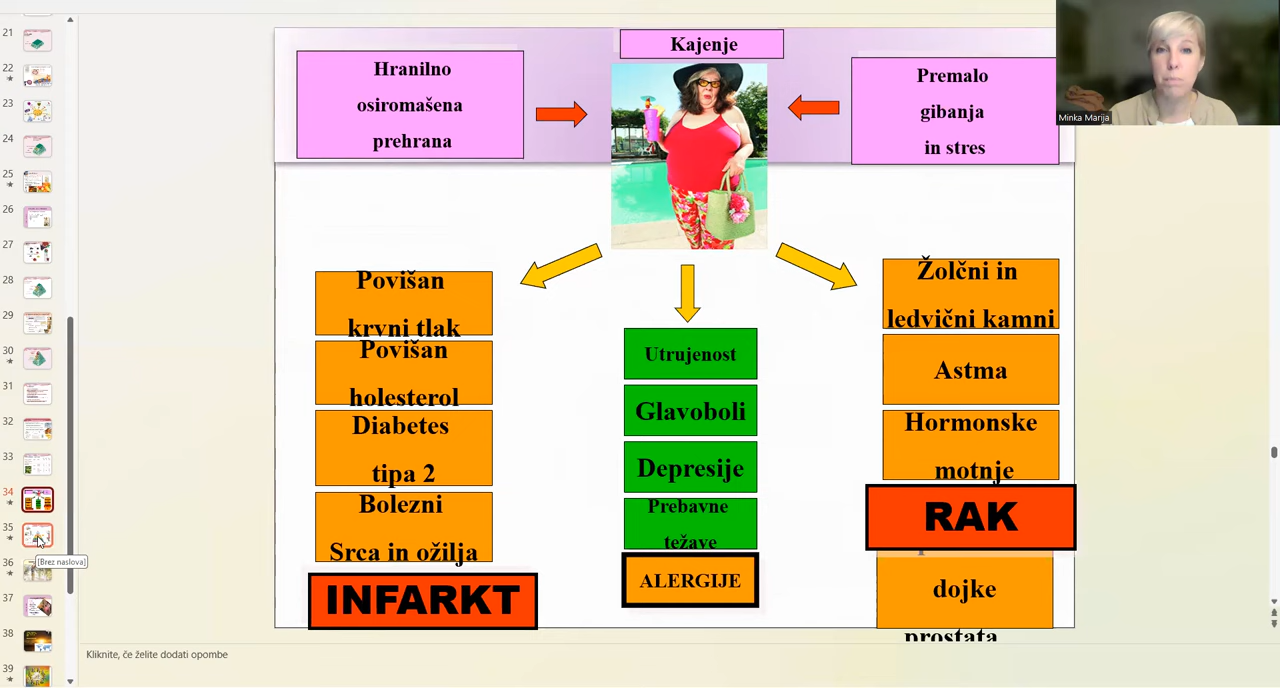 21
22
23
24
25
26
27
28
29
30
31
32
33
34
35
36
37
38
39
[Brez naslova]
Hranilno
osiromašena
prehrana
Kajenje
Premalo
gibanja
in stres
Minka Marija
Povišan
krvni tlak
Povišan
holesterol
Diabetes
tipa 2
Bolezni
Srca in ožilja
INFARKT
Utrujenost
Glavoboli
Depresije
Prebavne
težave
ALERGIJE
Žolčni in
ledvični kamni
Astma
Hormonske
motnje
RAK
dojke
prostata
Kliknite, če želite dodati opombe